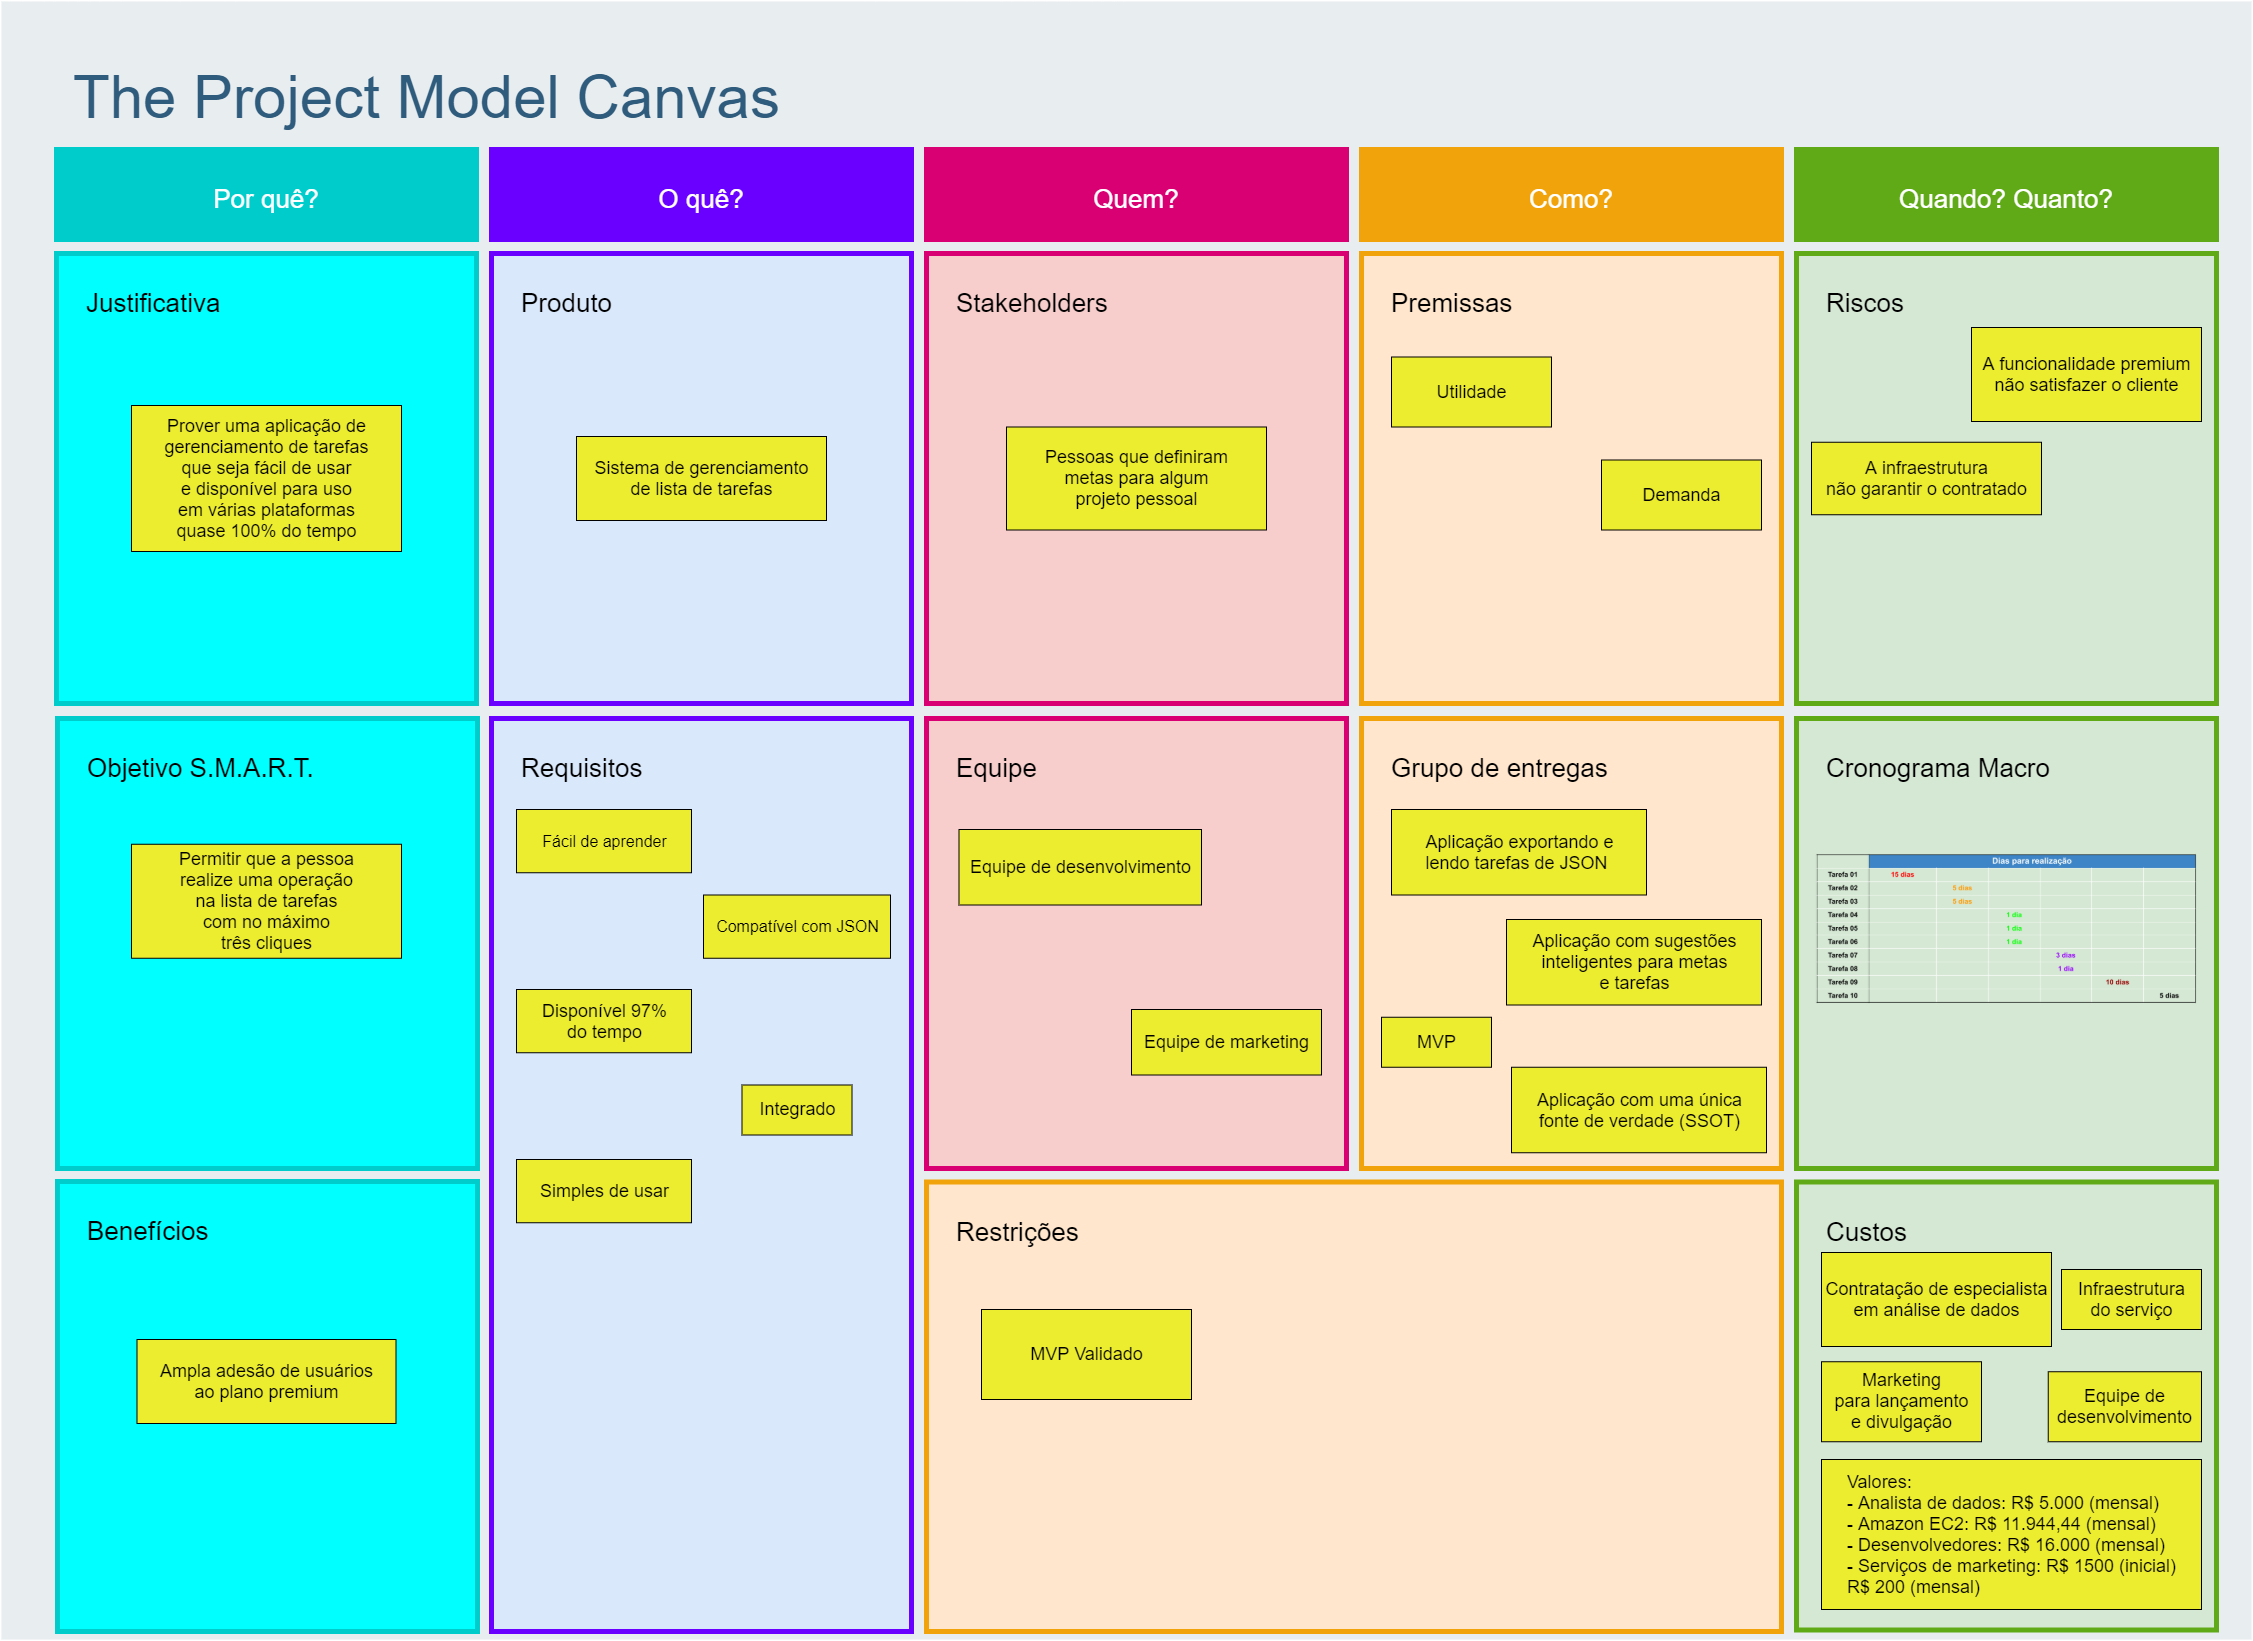 The Project Model Canvas
Por quê?
O quê?
Quem?
Como?
Quando? Quanto?
Justificativa
Prover uma aplicação de
gerenciamento de tarefas
que seja fácil de usar
e disponível para uso
em várias plataformas
quase 100% do tempo
Produto
Sistema de gerenciamento
de lista de tarefas
Stakeholders
Pessoas que definiram
metas para algum
projeto pessoal
Premissas
Utilidade
Demanda
Riscos
A funcionalidade premium
não satisfazer o cliente
A infraestrutura
não garantir o contratado
Objetivo S.M.A.R.T.
Permitir que a pessoa
realize uma operação
na lista de tarefas
com no máximo
três cliques
Requisitos
Fácil de aprender
Compatível com JSON
Disponível 97%
do tempo
Integrado
Simples de usar
Equipe
Equipe de desenvolvimento
Equipe de marketing
Grupo de entregas
Aplicação exportando e
lendo tarefas de JSON
Aplicação com sugestões
inteligentes para metas
e tarefas
MVP
Aplicação com uma única
fonte de verdade (SSOT)
Cronograma Macro
Dias para realização
Tarefa 01 15 dias
Tarefa 02 5 dias
Tarefa 03 5 dias
Tarefa 04 1 dia
Tarefa 05 1 dia
Tarefa 06 1 dia
Tarefa 07 3 dias
Tarefa 08 1 dia
Tarefa 09 10 dias
Tarefa 10 5 dias
Benefícios
Ampla adesão de usuários
ao plano premium
Restrições
MVP Validado
Custos
Contratação de especialista
em análise de dados
Infraestrutura
do serviço
Marketing
para lançamento
e divulgação
Equipe de
desenvolvimento
Valores:
- Analista de dados: R$ 5.000 (mensal)
- Amazon EC2: R$ 11.944,44 (mensal)
- Desenvolvedores: R$ 16.000 (mensal)
- Serviços de marketing: R$ 1500 (inicial)
R$ 200 (mensal)